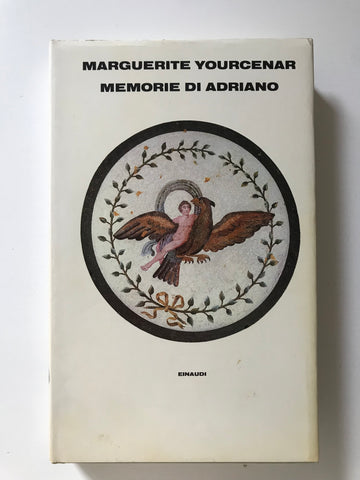 MARGUERITE YOURCENAR
MEMORIE DI ADRIANO
EINAUDI